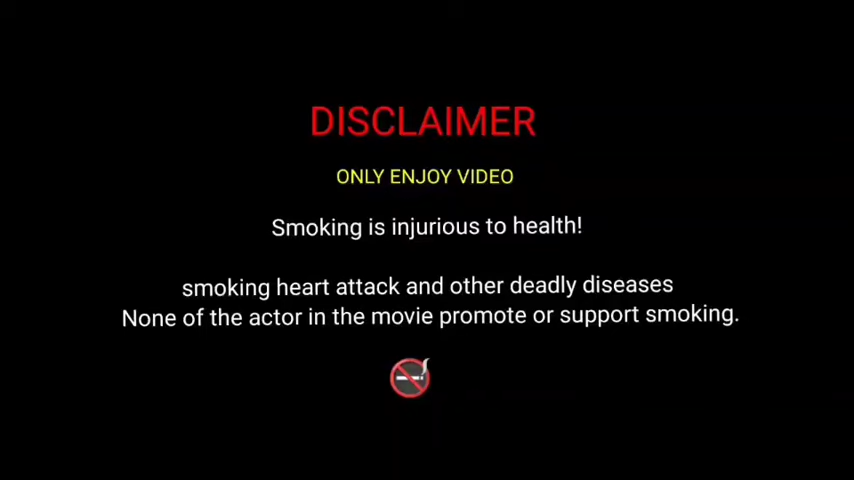 DISCLAIMER
ONLY ENJOY VIDEO
Smoking is injurious to health!
smoking heart attack and other deadly diseases
None of the actor in the movie promote or support smoking.